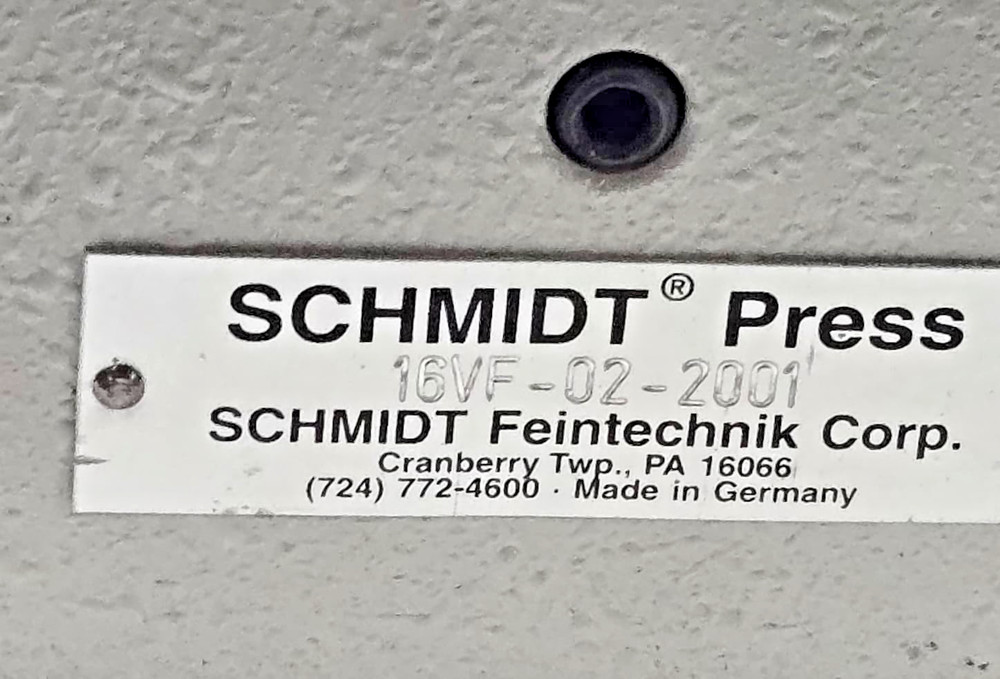 SCHMIDT® Press
16VF-02-2001
SCHMIDT Feintechnik Corp.
Cranberry Twp., PA 16066
(724) 772-4600 · Made in Germany